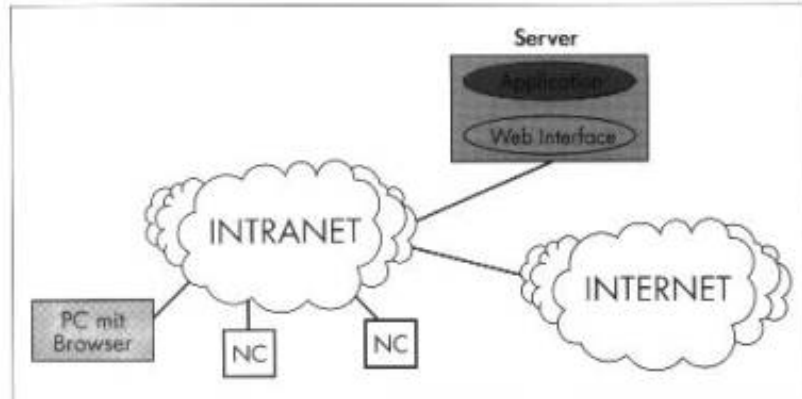 Server
Application
Web Interface
INTRANET
INTERNET
PC mit
Browser
NC
NC